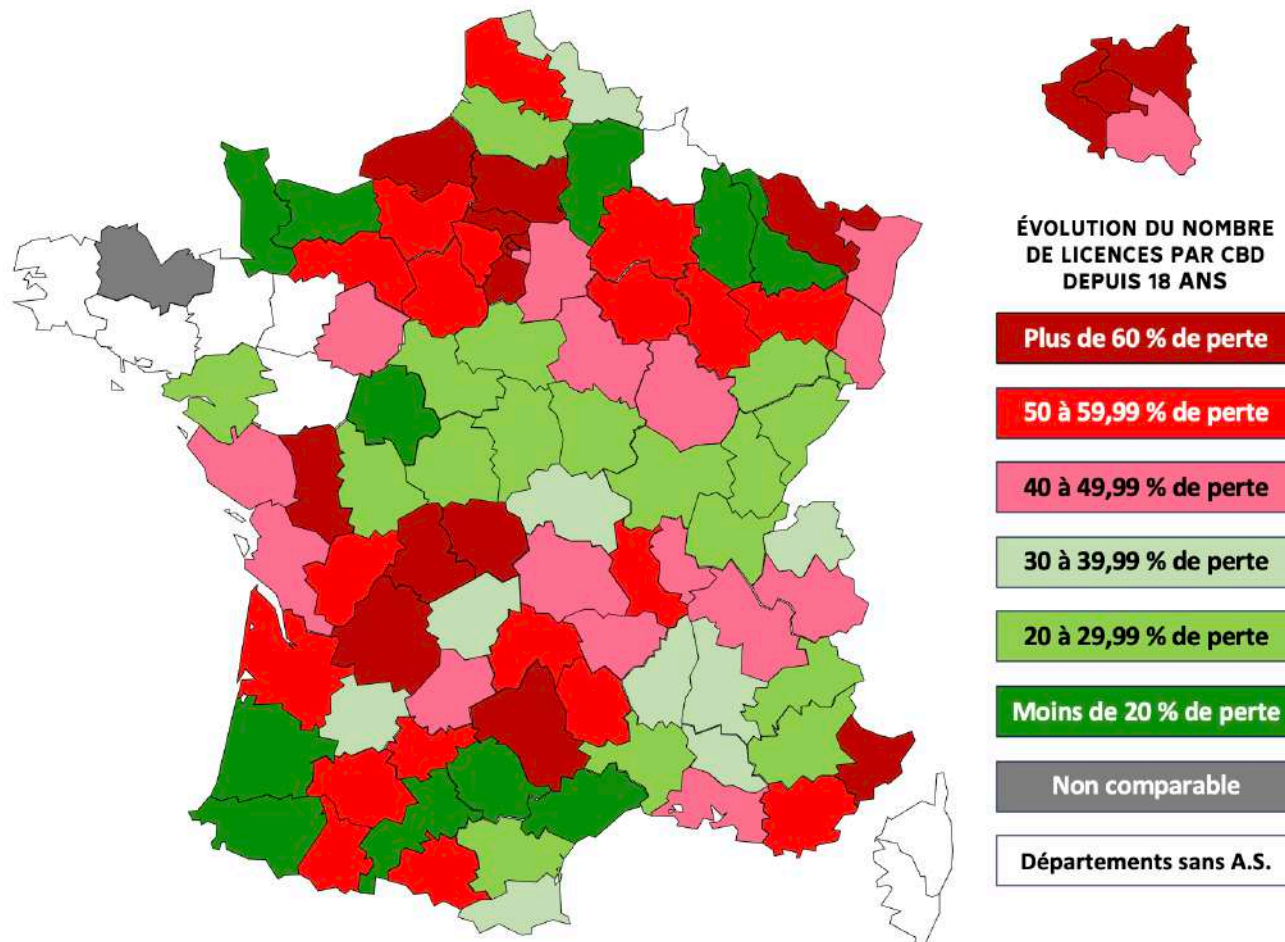 ÉVOLUTION DU NOMBRE
DE LICENCES PAR CBD
DEPUIS 18 ANS
Plus de 60 % de perte
50 à 59,99 % de perte
40 à 49,99 % de perte
30 à 39,99 % de perte
20 à 29,99 % de perte
Moins de 20 % de perte
Non comparable
Départements sans A.S.